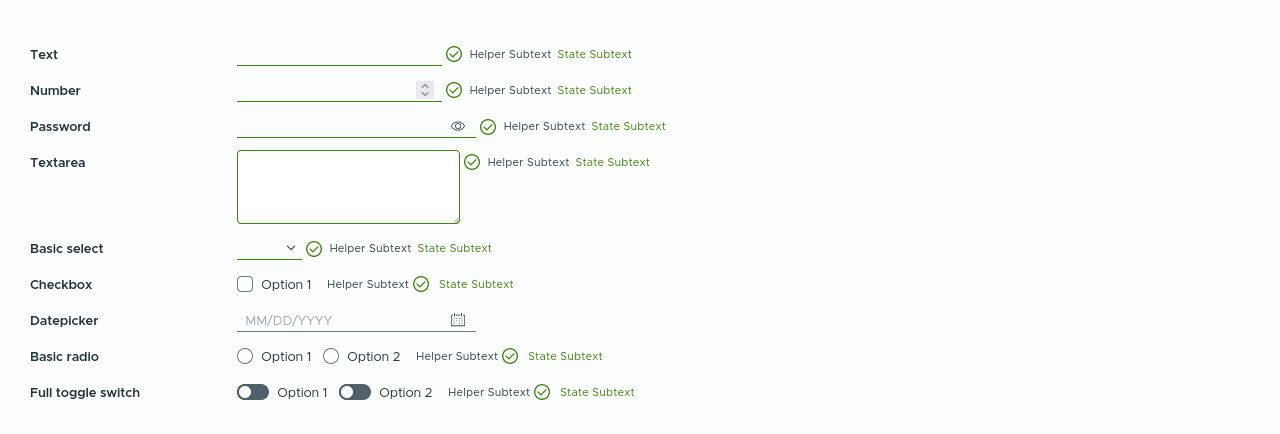 Text Helper Subtext State Subtext
Number Helper Subtext State Subtext
Password Helper Subtext State Subtext
Textarea Helper Subtext State Subtext
Basic select Helper Subtext State Subtext
Checkbox Option 1 Helper Subtext State Subtext
Datepicker MM/DD/YYYY
Basic radio Option 1 Option 2 Helper Subtext State Subtext
Full toggle switch Option 1 Option 2 Helper Subtext State Subtext